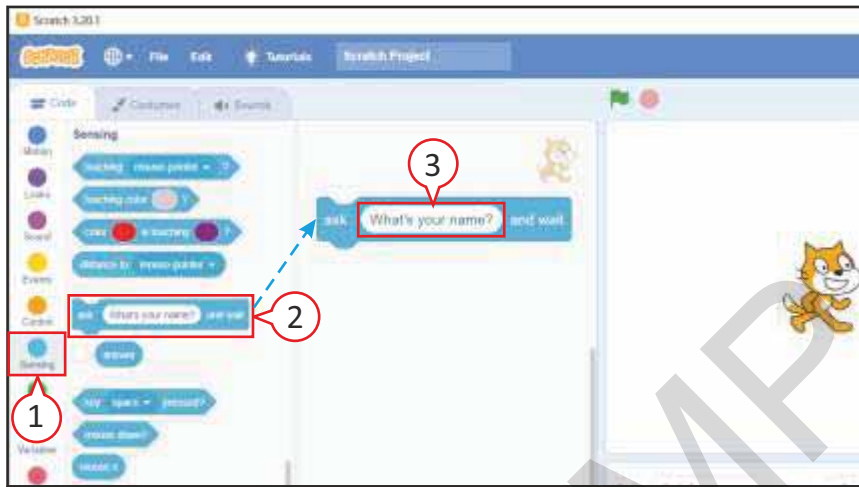 Scratch 3.20.1
SCRATCH File Edit Tutorials Scratch Project
Code Costumes Sounds
Motion
Looks
Sound
Events
Control
Sensing
Variables
Sensing
touching mouse-pointer ?
touching color ?
color is touching ?
distance to mouse-pointer
ask What's your name? and wait
answer
key space pressed?
mouse down?
mouse x
ask What's your name? and wait
1
2
3
MP